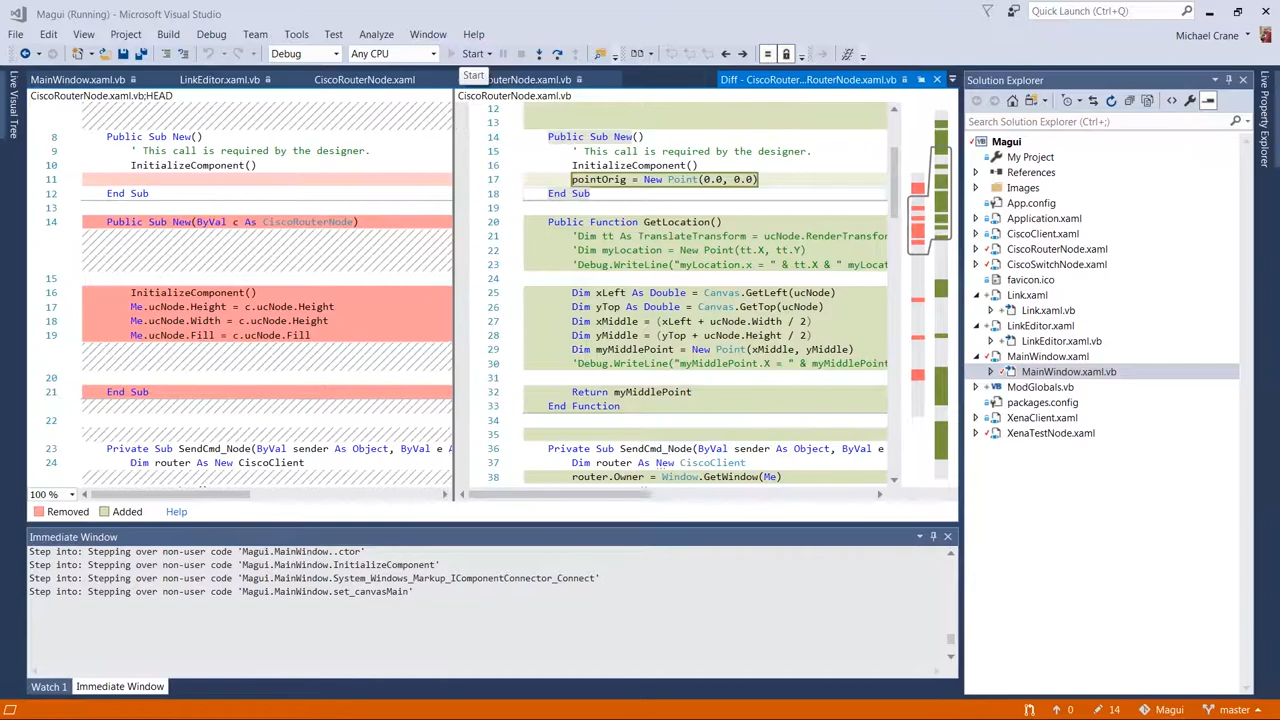 Magui (Running) - Microsoft Visual Studio
Quick Launch (Ctrl+Q)
File Edit View Project Build Debug Team Tools Test Analyze Window Help
Michael Crane
Debug Any CPU Start
Start
MainWindow.xaml.vb LinkEditor.xaml.vb CiscoRouterNode.xaml outerNode.xaml.vb Diff - CiscoRouter...RouterNode.xaml.vb
Live Visual Tree
CiscoRouterNode.xaml.vb;HEAD
8 Public Sub New()
9 ' This call is required by the designer.
10 InitializeComponent()
11
12 End Sub
14 Public Sub New(ByVal c As CiscoRouterNode)
15
16 InitializeComponent()
17 Me.ucNode.Height = c.ucNode.Height
18 Me.ucNode.Width = c.ucNode.Height
19 Me.ucNode.Fill = c.ucNode.Fill
20
21 End Sub
22
23 Private Sub SendCmd_Node(ByVal sender As Object, ByVal e A
24 Dim router As New CiscoClient
100 %
CiscoRouterNode.xaml.vb
12
13
14 Public Sub New()
15 ' This call is required by the designer.
16 InitializeComponent()
17 pointOrig = New Point(0.0, 0.0)
18 End Sub
20 Public Function GetLocation()
21 'Dim tt As TranslateTransform = ucNode.RenderTransfor
22 'Dim myLocation = New Point(tt.X, tt.Y)
23 'Debug.WriteLine("myLocation.x = " & tt.X & " myLocat
25 Dim xLeft As Double = Canvas.GetLeft(ucNode)
26 Dim yTop As Double = Canvas.GetTop(ucNode)
27 Dim xMiddle = (xLeft + ucNode.Width / 2)
28 Dim yMiddle = (yTop + ucNode.Height / 2)
29 Dim myMiddlePoint = New Point(xMiddle, yMiddle)
30 'Debug.WriteLine("myMiddlePoint.X = " & myMiddlePoint
31
32 Return myMiddlePoint
33 End Function
34
35
36 Private Sub SendCmd_Node(ByVal sender As Object, ByVal e
37 Dim router As New CiscoClient
38 router.Owner = Window.GetWindow(Me)
Removed Added Help
Immediate Window
Step into: Stepping over non-user code 'Magui.MainWindow..ctor'
Step into: Stepping over non-user code 'Magui.MainWindow.InitializeComponent'
Step into: Stepping over non-user code 'Magui.MainWindow.System_Windows_Markup_IComponentConnector_Connect'
Step into: Stepping over non-user code 'Magui.MainWindow.set_canvasMain'
Watch 1 Immediate Window
Solution Explorer
Search Solution Explorer (Ctrl+;)
Magui
My Project
References
Images
App.config
Application.xaml
CiscoClient.xaml
CiscoRouterNode.xaml
CiscoSwitchNode.xaml
favicon.ico
Link.xaml
Link.xaml.vb
LinkEditor.xaml
LinkEditor.xaml.vb
MainWindow.xaml
MainWindow.xaml.vb
ModGlobals.vb
packages.config
XenaClient.xaml
XenaTestNode.xaml
Live Property Explorer
0 14 Magui master